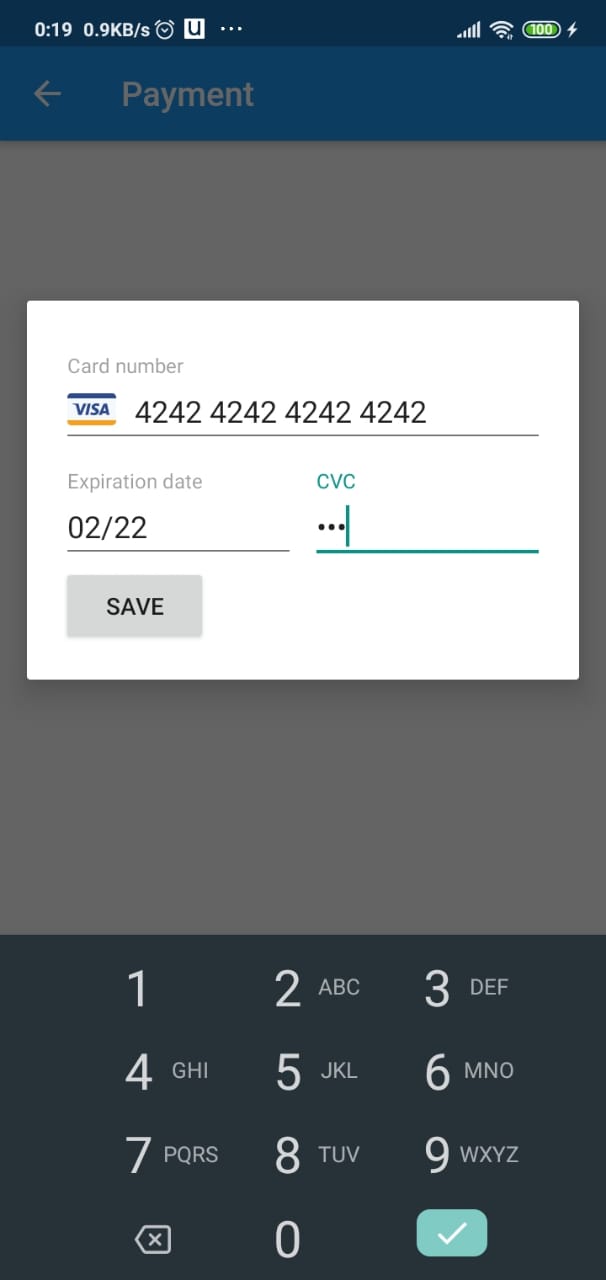 0:19 0.9KB/s U ... 100
Payment
Card number
VISA 4242 4242 4242 4242
Expiration date CVC
02/22 •••
SAVE
1 2 ABC 3 DEF
4 GHI 5 JKL 6 MNO
7 PQRS 8 TUV 9 WXYZ
0